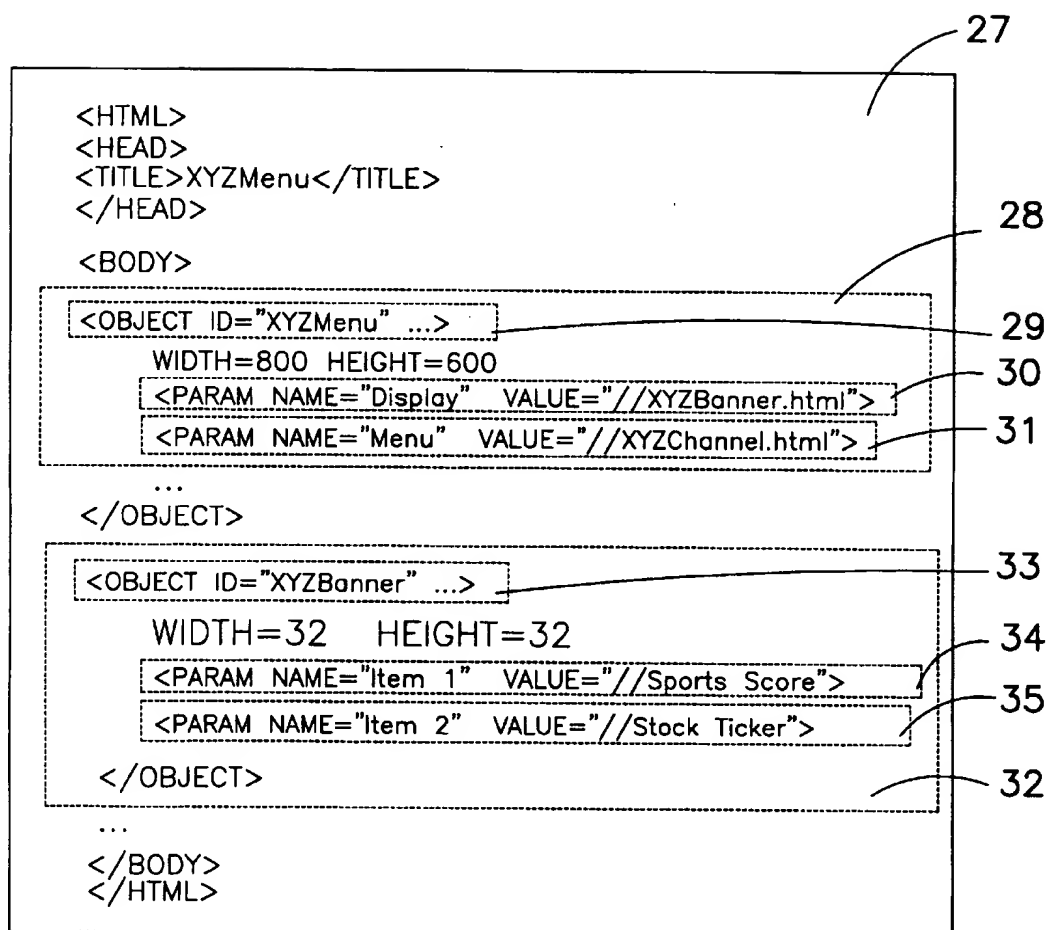 27
<HTML>
<HEAD>
<TITLE>XYZMenu</TITLE>
</HEAD>
28
<BODY>
<OBJECT ID="XYZMenu" ...>
29
WIDTH=800 HEIGHT=600
30
<PARAM NAME="Display" VALUE="//XYZBanner.html">
<PARAM NAME="Menu" VALUE="//XYZChannel.html">
31
...
</OBJECT>
<OBJECT ID="XYZBanner" ...>
33
WIDTH=32 HEIGHT=32
34
<PARAM NAME="Item 1" VALUE="//Sports Score">
35
<PARAM NAME="Item 2" VALUE="//Stock Ticker">
</OBJECT>
32
...
</BODY>
</HTML>